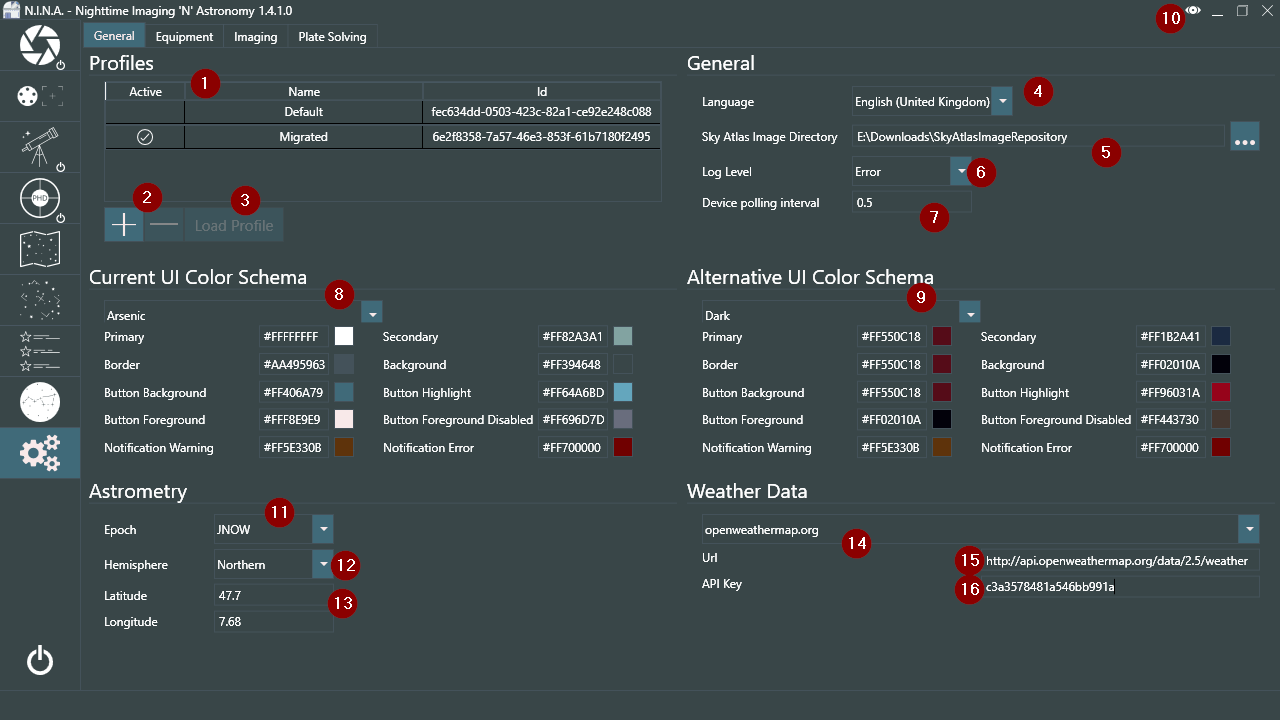 N.I.N.A. - Nighttime Imaging 'N' Astronomy 1.4.1.0
10
General Equipment Imaging Plate Solving
Profiles
1
Active Name Id
Default fec634dd-0503-423c-82a1-ce92e248c088
Migrated 6e2f8358-7a57-46e3-853f-61b7180f2495
2
3
Load Profile
General
Language English (United Kingdom)
4
Sky Atlas Image Directory E:\Downloads\SkyAtlasImageRepository ...
5
Log Level Error
6
Device polling interval 0.5
7
PHD
Current UI Color Schema
8
Arsenic
Primary #FFFFFFFF Secondary #FF82A3A1
Border #AA495963 Background #FF394648
Button Background #FF406A79 Button Highlight #FF64A6BD
Button Foreground #FFF8E9E9 Button Foreground Disabled #FF696D7D
Notification Warning #FF5E330B Notification Error #FF700000
Alternative UI Color Schema
9
Dark
Primary #FF550C18 Secondary #FF1B2A41
Border #FF550C18 Background #FF02010A
Button Background #FF550C18 Button Highlight #FF96031A
Button Foreground #FF02010A Button Foreground Disabled #FF443730
Notification Warning #FF5E330B Notification Error #FF700000
Astrometry
11
Epoch JNOW
Hemisphere Northern
12
Latitude 47.7
13
Longitude 7.68
Weather Data
openweathermap.org
14
Url 15 http://api.openweathermap.org/data/2.5/weather
API Key 16 c3a3578481a546bb991a